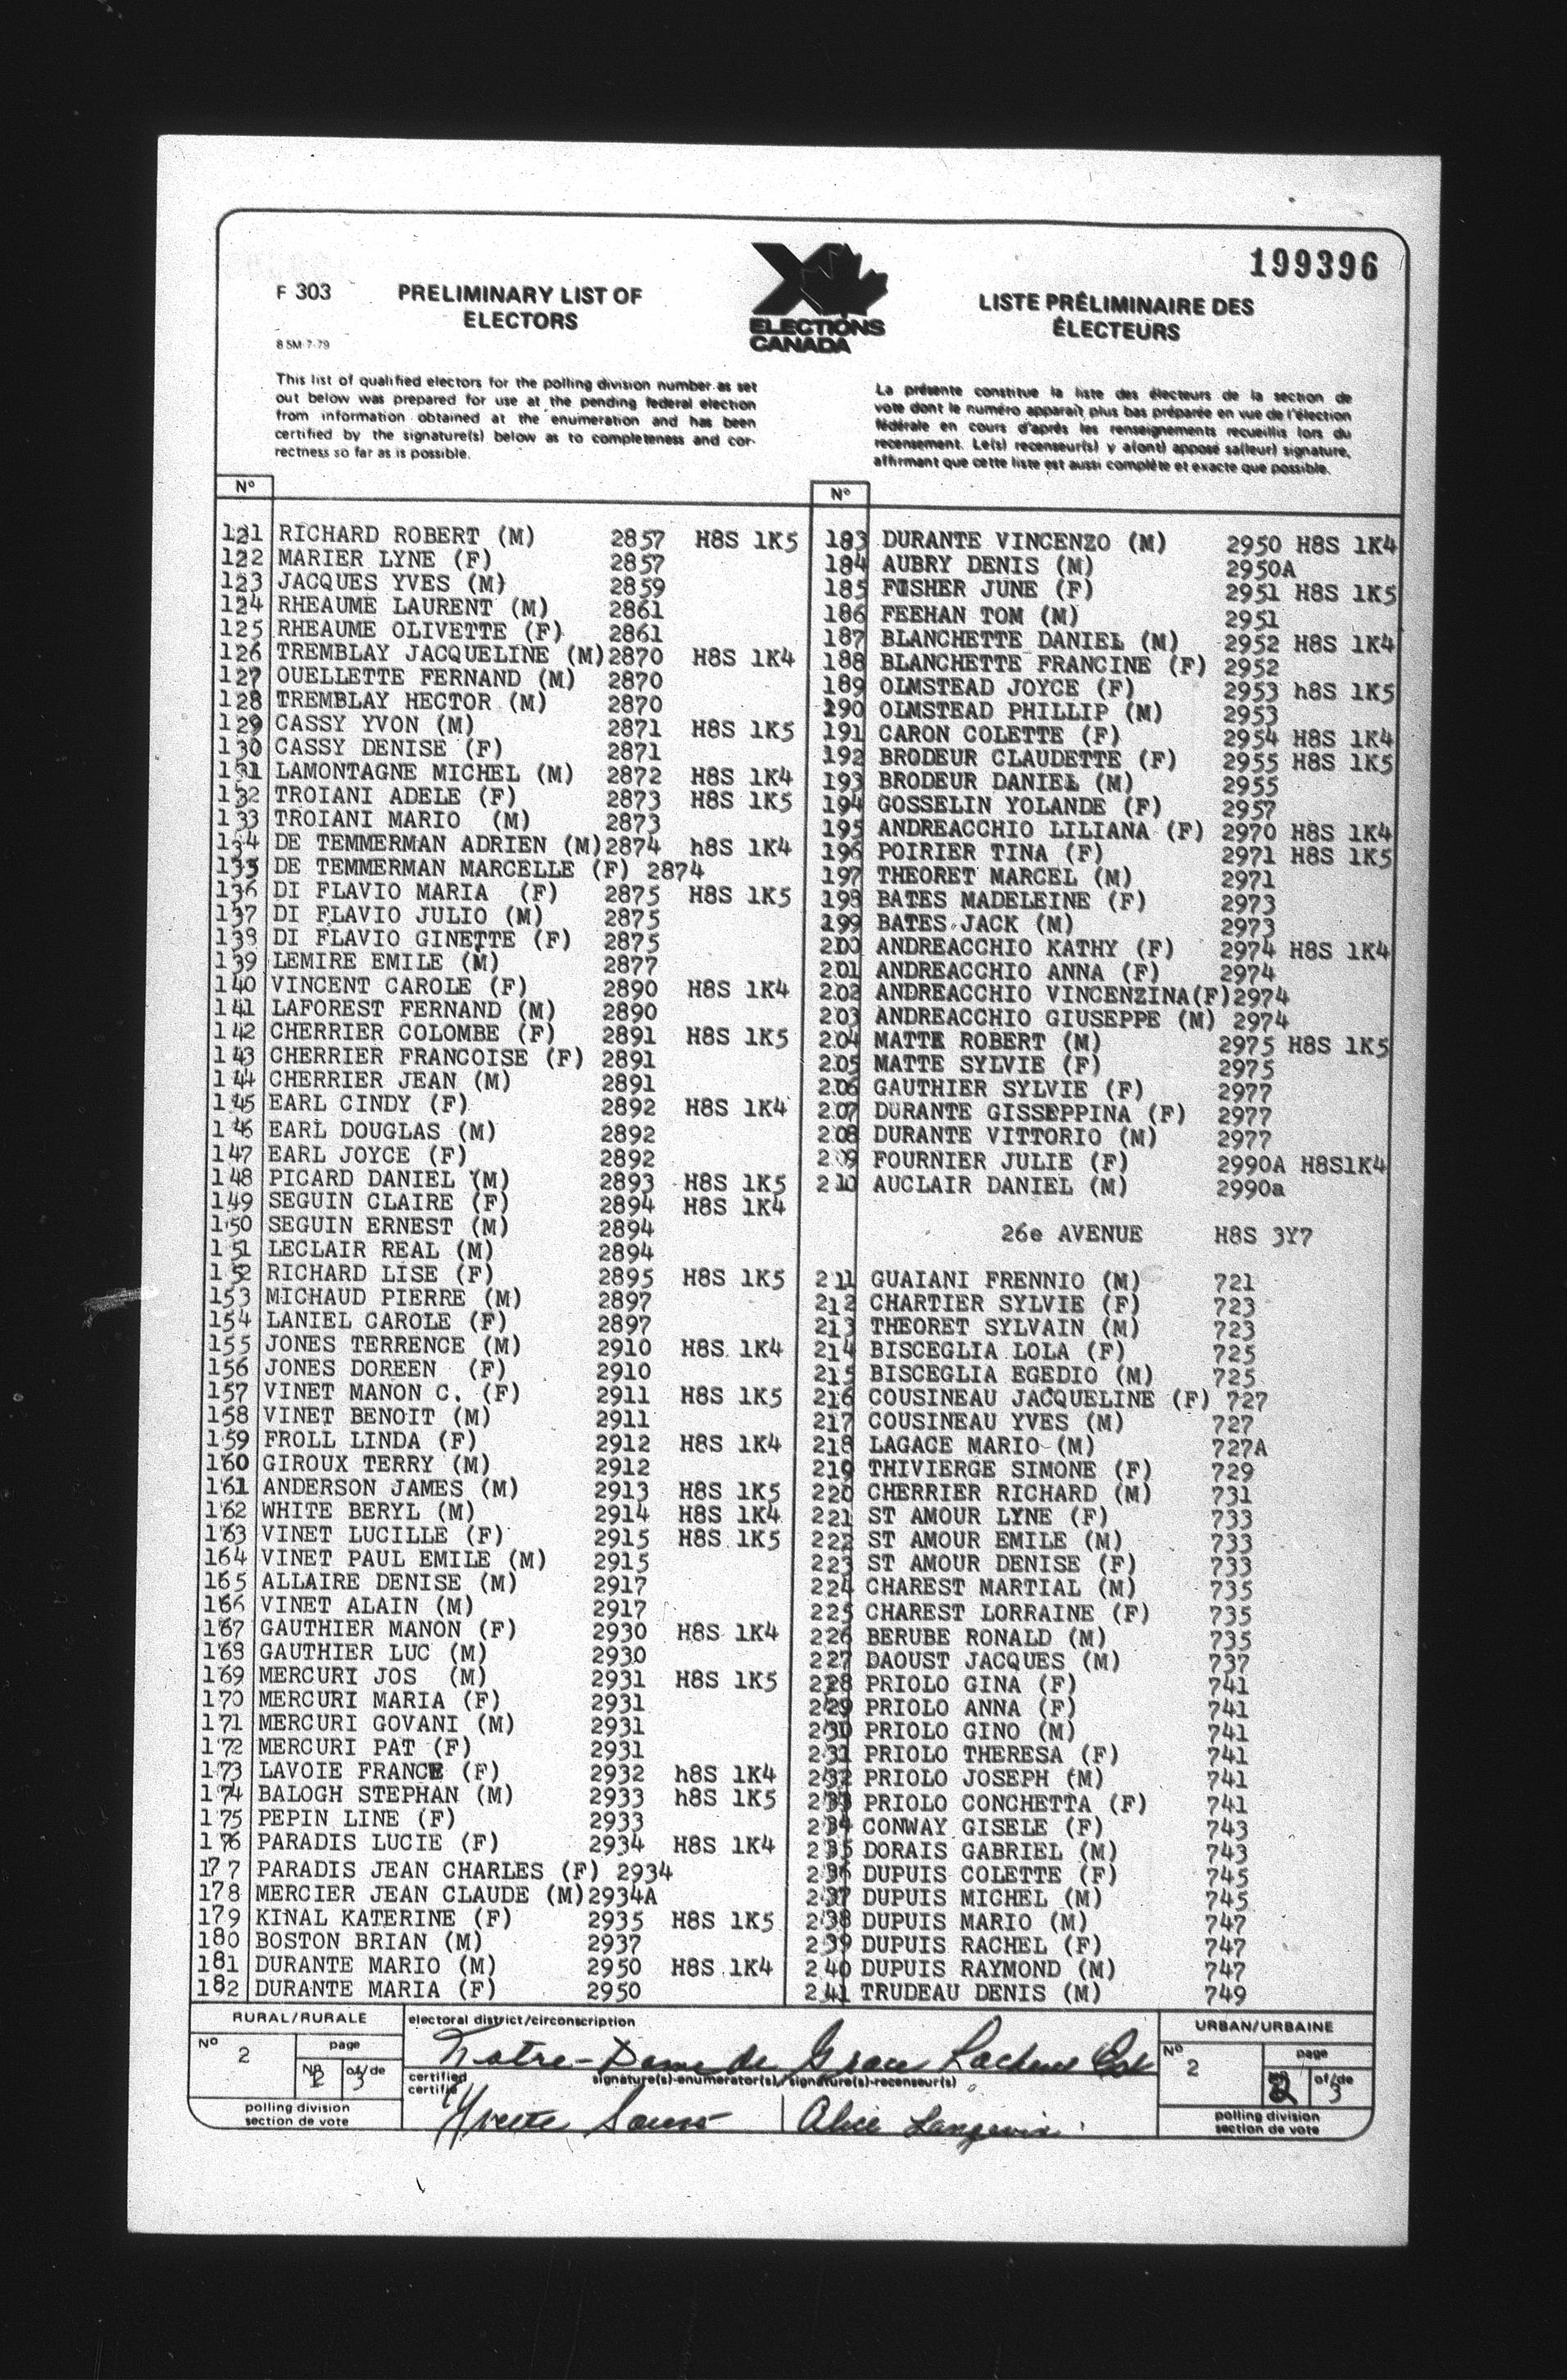 199396
F 303
PRELIMINARY LIST OF
ELECTORS
8 5M-7-79
ELECTIONS
CANADA
LISTE PRÉLIMINAIRE DES
ÉLECTEURS
This list of qualified electors for the polling division number as set
out below was prepared for use at the pending federal election
from information obtained at the enumeration and has been
certified by the signature(s) below as to completeness and cor-
rectness so far as is possible.
La présente constitue la liste des électeurs de la section de
vote dont le numéro apparaît plus bas préparée en vue de l'élection
fédérale en cours d'après les renseignements recueillis lors du
recensement. Le(s) recenseur(s) y a(ont) apposé sa(leur) signature,
affirmant que cette liste est aussi complète et exacte que possible.
Nº
121 RICHARD ROBERT (M) 2857 H8S 1K5
122 MARIER LYNE (F) 2857
123 JACQUES YVES (M) 2859
124 RHEAUME LAURENT (M) 2861
125 RHEAUME OLIVETTE (F) 2861
126 TREMBLAY JACQUELINE (M)2870 H8S 1K4
127 OUELLETTE FERNAND (M) 2870
128 TREMBLAY HECTOR (M) 2870
129 CASSY YVON (M) 2871 H8S 1K5
130 CASSY DENISE (F) 2871
131 LAMONTAGNE MICHEL (M) 2872 H8S 1K4
132 TROIANI ADELE (F) 2873 H8S 1K5
133 TROIANI MARIO (M) 2873
134 DE TEMMERMAN ADRIEN (M)2874 h8S 1K4
135 DE TEMMERMAN MARCELLE (F) 2874
136 DI FLAVIO MARIA (F) 2875 H8S 1K5
137 DI FLAVIO JULIO (M) 2875
138 DI FLAVIO GINETTE (F) 2875
139 LEMIRE EMILE (M) 2877
140 VINCENT CAROLE (F) 2890 H8S 1K4
141 LAFOREST FERNAND (M) 2890
142 CHERRIER COLOMBE (F) 2891 H8S 1K5
143 CHERRIER FRANCOISE (F) 2891
144 CHERRIER JEAN (M) 2891
145 EARL CINDY (F) 2892 H8S 1K4
146 EARL DOUGLAS (M) 2892
147 EARL JOYCE (F) 2892
148 PICARD DANIEL (M) 2893 H8S 1K5
149 SEGUIN CLAIRE (F) 2894 H8S 1K4
150 SEGUIN ERNEST (M) 2894
151 LECLAIR REAL (M) 2894
152 RICHARD LISE (F) 2895 H8S 1K5
153 MICHAUD PIERRE (M) 2897
154 LANIEL CAROLE (F) 2897
155 JONES TERRENCE (M) 2910 H8S 1K4
156 JONES DOREEN (F) 2910
157 VINET MANON C. (F) 2911 H8S 1K5
158 VINET BENOIT (M) 2911
159 FROLL LINDA (F) 2912 H8S 1K4
160 GIROUX TERRY (M) 2912
161 ANDERSON JAMES (M) 2913 H8S 1K5
162 WHITE BERYL (M) 2914 H8S 1K4
163 VINET LUCILLE (F) 2915 H8S 1K5
164 VINET PAUL EMILE (M) 2915
165 ALLAIRE DENISE (M) 2917
166 VINET ALAIN (M) 2917
167 GAUTHIER MANON (F) 2930 H8S 1K4
168 GAUTHIER LUC (M) 2930
169 MERCURI JOS (M) 2931 H8S 1K5
170 MERCURI MARIA (F) 2931
171 MERCURI GOVANI (M) 2931
172 MERCURI PAT (F) 2931
173 LAVOIE FRANCE (F) 2932 h8S 1K4
174 BALOGH STEPHAN (M) 2933 h8S 1K5
175 PEPIN LINE (F) 2933
176 PARADIS LUCIE (F) 2934 H8S 1K4
177 PARADIS JEAN CHARLES (F) 2934
178 MERCIER JEAN CLAUDE (M)2934A
179 KINAL KATERINE (F) 2935 H8S 1K5
180 BOSTON BRIAN (M) 2937
181 DURANTE MARIO (M) 2950 H8S 1K4
182 DURANTE MARIA (F) 2950
Nº
183 DURANTE VINCENZO (M) 2950 H8S 1K4
184 AUBRY DENIS (M) 2950A
185 FISHER JUNE (F) 2951 H8S 1K5
186 FEEHAN TOM (M) 2951
187 BLANCHETTE DANIEL (M) 2952 H8S 1K4
188 BLANCHETTE FRANCINE (F) 2952
189 OLMSTEAD JOYCE (F) 2953 h8S 1K5
190 OLMSTEAD PHILLIP (M) 2953
191 CARON COLETTE (F) 2954 H8S 1K4
192 BRODEUR CLAUDETTE (F) 2955 H8S 1K5
193 BRODEUR DANIEL (M) 2955
194 GOSSELIN YOLANDE (F) 2957
195 ANDREACCHIO LILIANA (F) 2970 H8S 1K4
196 POIRIER TINA (F) 2971 H8S 1K5
197 THEORET MARCEL (M) 2971
198 BATES MADELEINE (F) 2973
199 BATES JACK (M) 2973
200 ANDREACCHIO KATHY (F) 2974 H8S 1K4
201 ANDREACCHIO ANNA (F) 2974
202 ANDREACCHIO VINCENZINA(F)2974
203 ANDREACCHIO GIUSEPPE (M) 2974
204 MATTE ROBERT (M) 2975 H8S 1K5
205 MATTE SYLVIE (F) 2975
206 GAUTHIER SYLVIE (F) 2977
207 DURANTE GISSEPPINA (F) 2977
208 DURANTE VITTORIO (M) 2977
209 FOURNIER JULIE (F) 2990A H8S1K4
210 AUCLAIR DANIEL (M) 2990a
26e AVENUE H8S 3Y7
211 GUAIANI FRENNIO (M) 721
212 CHARTIER SYLVIE (F) 723
213 THEORET SYLVAIN (M) 723
214 BISCEGLIA LOLA (F) 725
215 BISCEGLIA EGEDIO (M) 725
216 COUSINEAU JACQUELINE (F) 727
217 COUSINEAU YVES (M) 727
218 LAGACE MARIO (M) 727A
219 THIVIERGE SIMONE (F) 729
220 CHERRIER RICHARD (M) 731
221 ST AMOUR LYNE (F) 733
222 ST AMOUR EMILE (M) 733
223 ST AMOUR DENISE (F) 733
224 CHAREST MARTIAL (M) 735
225 CHAREST LORRAINE (F) 735
226 BERUBE RONALD (M) 735
227 DAOUST JACQUES (M) 737
228 PRIOLO GINA (F) 741
229 PRIOLO ANNA (F) 741
230 PRIOLO GINO (M) 741
231 PRIOLO THERESA (F) 741
232 PRIOLO JOSEPH (M) 741
233 PRIOLO CONCHETTA (F) 741
234 CONWAY GISELE (F) 743
235 DORAIS GABRIEL (M) 743
236 DUPUIS COLETTE (F) 745
237 DUPUIS MICHEL (M) 745
238 DUPUIS MARIO (M) 747
239 DUPUIS RACHEL (F) 747
240 DUPUIS RAYMOND (M) 747
241 TRUDEAU DENIS (M) 749
RURAL/RURALE
Nº 2
page
Nº 2 of/de 3
polling division
section de vote
electoral district/circonscription
Notre-Dame de Grace Lachine Est
certified
certifié
signature(s)-enumerator(s)/signature(s)-recenseur(s)
Yvette
Alice Langevin
URBAN/URBAINE
Nº 2
page
2 of/de 3
polling division
section de vote